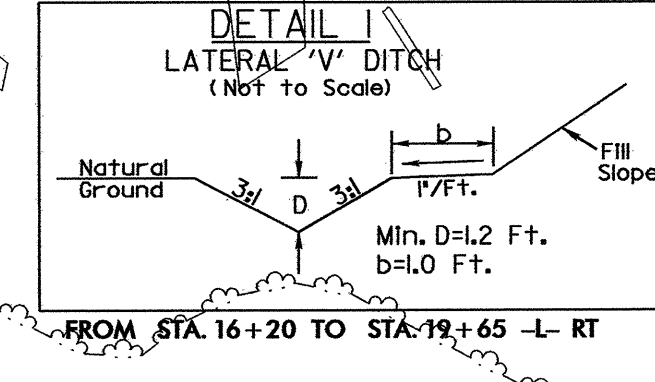 DETAIL 1
LATERAL 'V' DITCH
(Not to Scale)
b
Natural
Ground
3:1
D
3:1
1"/Ft.
Fill
Slope
Min. D=1.2 Ft.
b=1.0 Ft.
FROM STA. 16+20 TO STA. 19+65 -L- RT